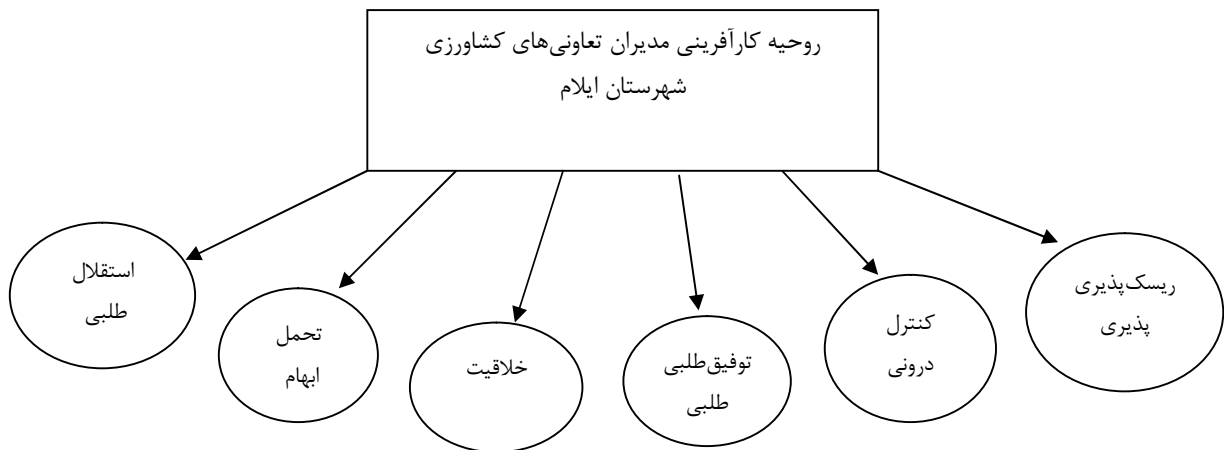 روحیه کارآفرینی مدیران تعاونی‌های کشاورزی
شهرستان ایلام
ریسک‌پذیری
پذیری
کنترل
درونی
توفیق‌طلبی
طلبی
خلاقیت
تحمل
ابهام
استقلال
طلبی